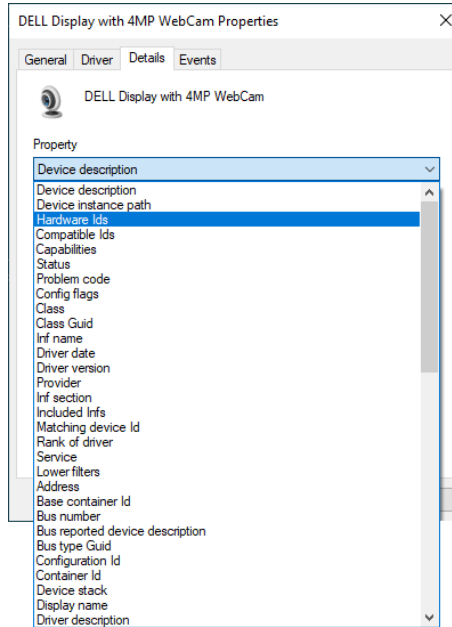 DELL Display with 4MP WebCam Properties
General Driver Details Events
DELL Display with 4MP WebCam
Property
Device description
Device description
Device instance path
Hardware Ids
Compatible Ids
Capabilities
Status
Problem code
Config flags
Class
Class Guid
Inf name
Driver date
Driver version
Provider
Inf section
Included Infs
Matching device Id
Rank of driver
Service
Lower filters
Address
Base container Id
Bus number
Bus reported device description
Bus type Guid
Configuration Id
Container Id
Device stack
Display name
Driver description